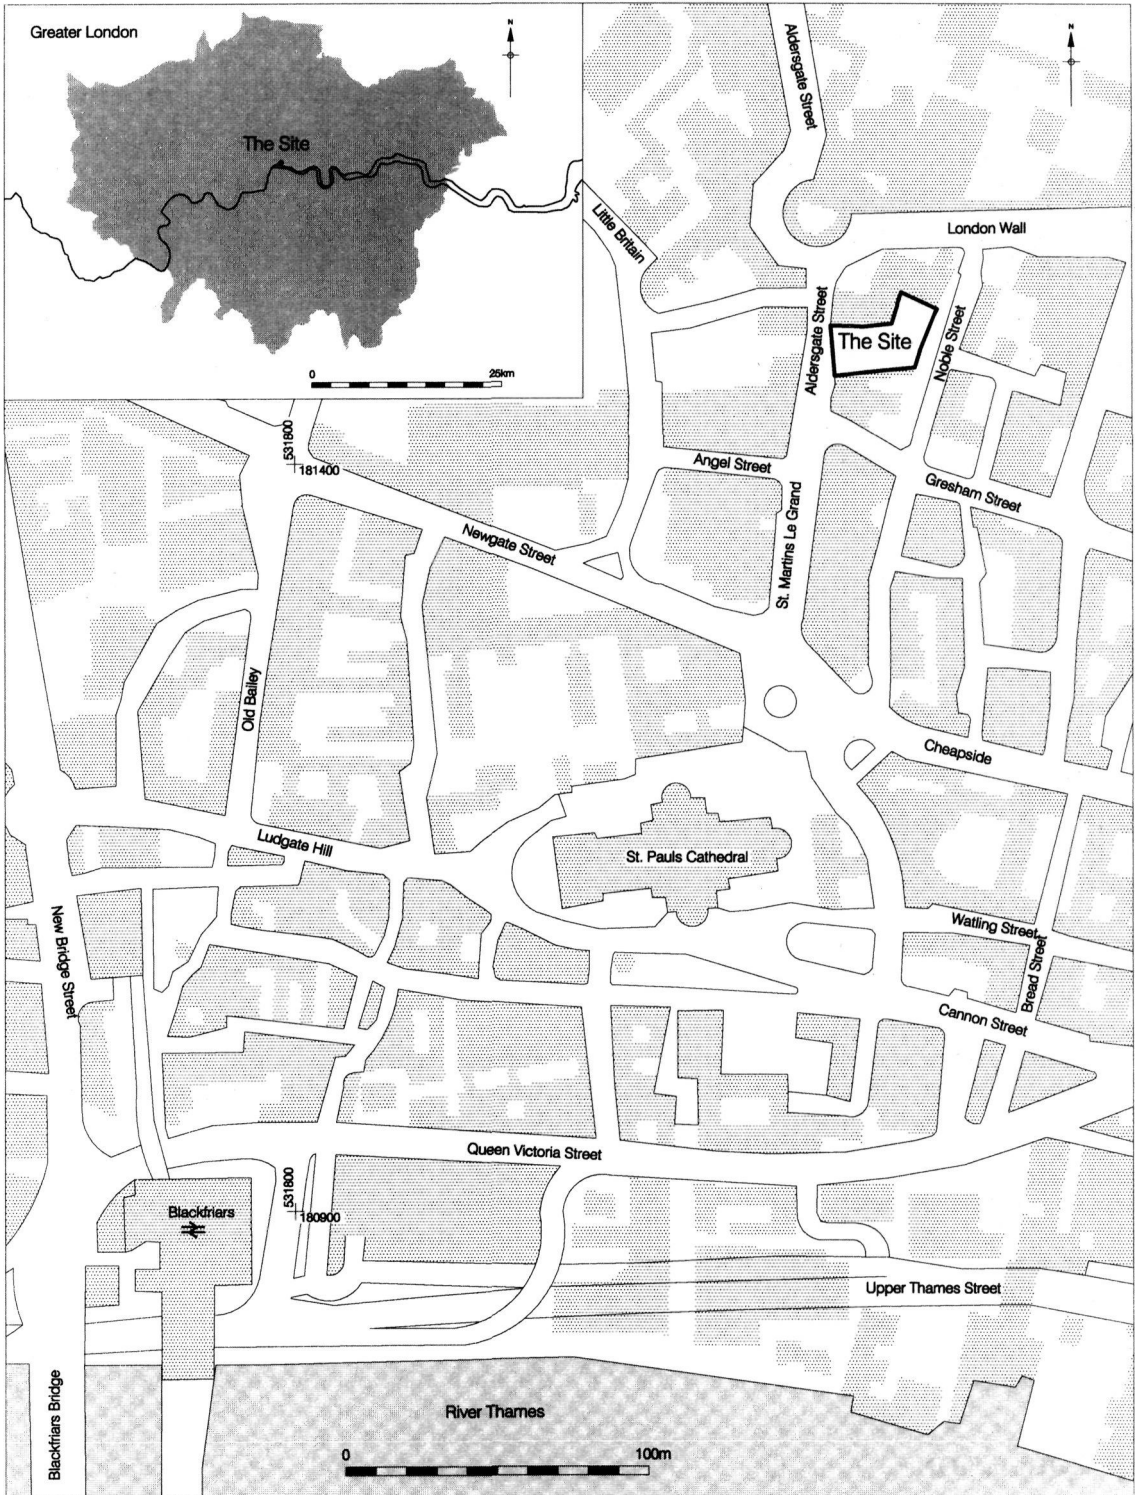 Greater London
N
The Site
0
25km
N
Aldersgate Street
Little Britain
London Wall
Aldersgate Street
The Site
Noble Street
531800
181400
Angel Street
Gresham Street
St. Martins Le Grand
Newgate Street
Old Bailey
Cheapside
Ludgate Hill
St. Pauls Cathedral
Watling Street
Bread Street
New Bridge Street
Cannon Street
Queen Victoria Street
531800
180900
Blackfriars
Upper Thames Street
Blackfriars Bridge
River Thames
0
100m